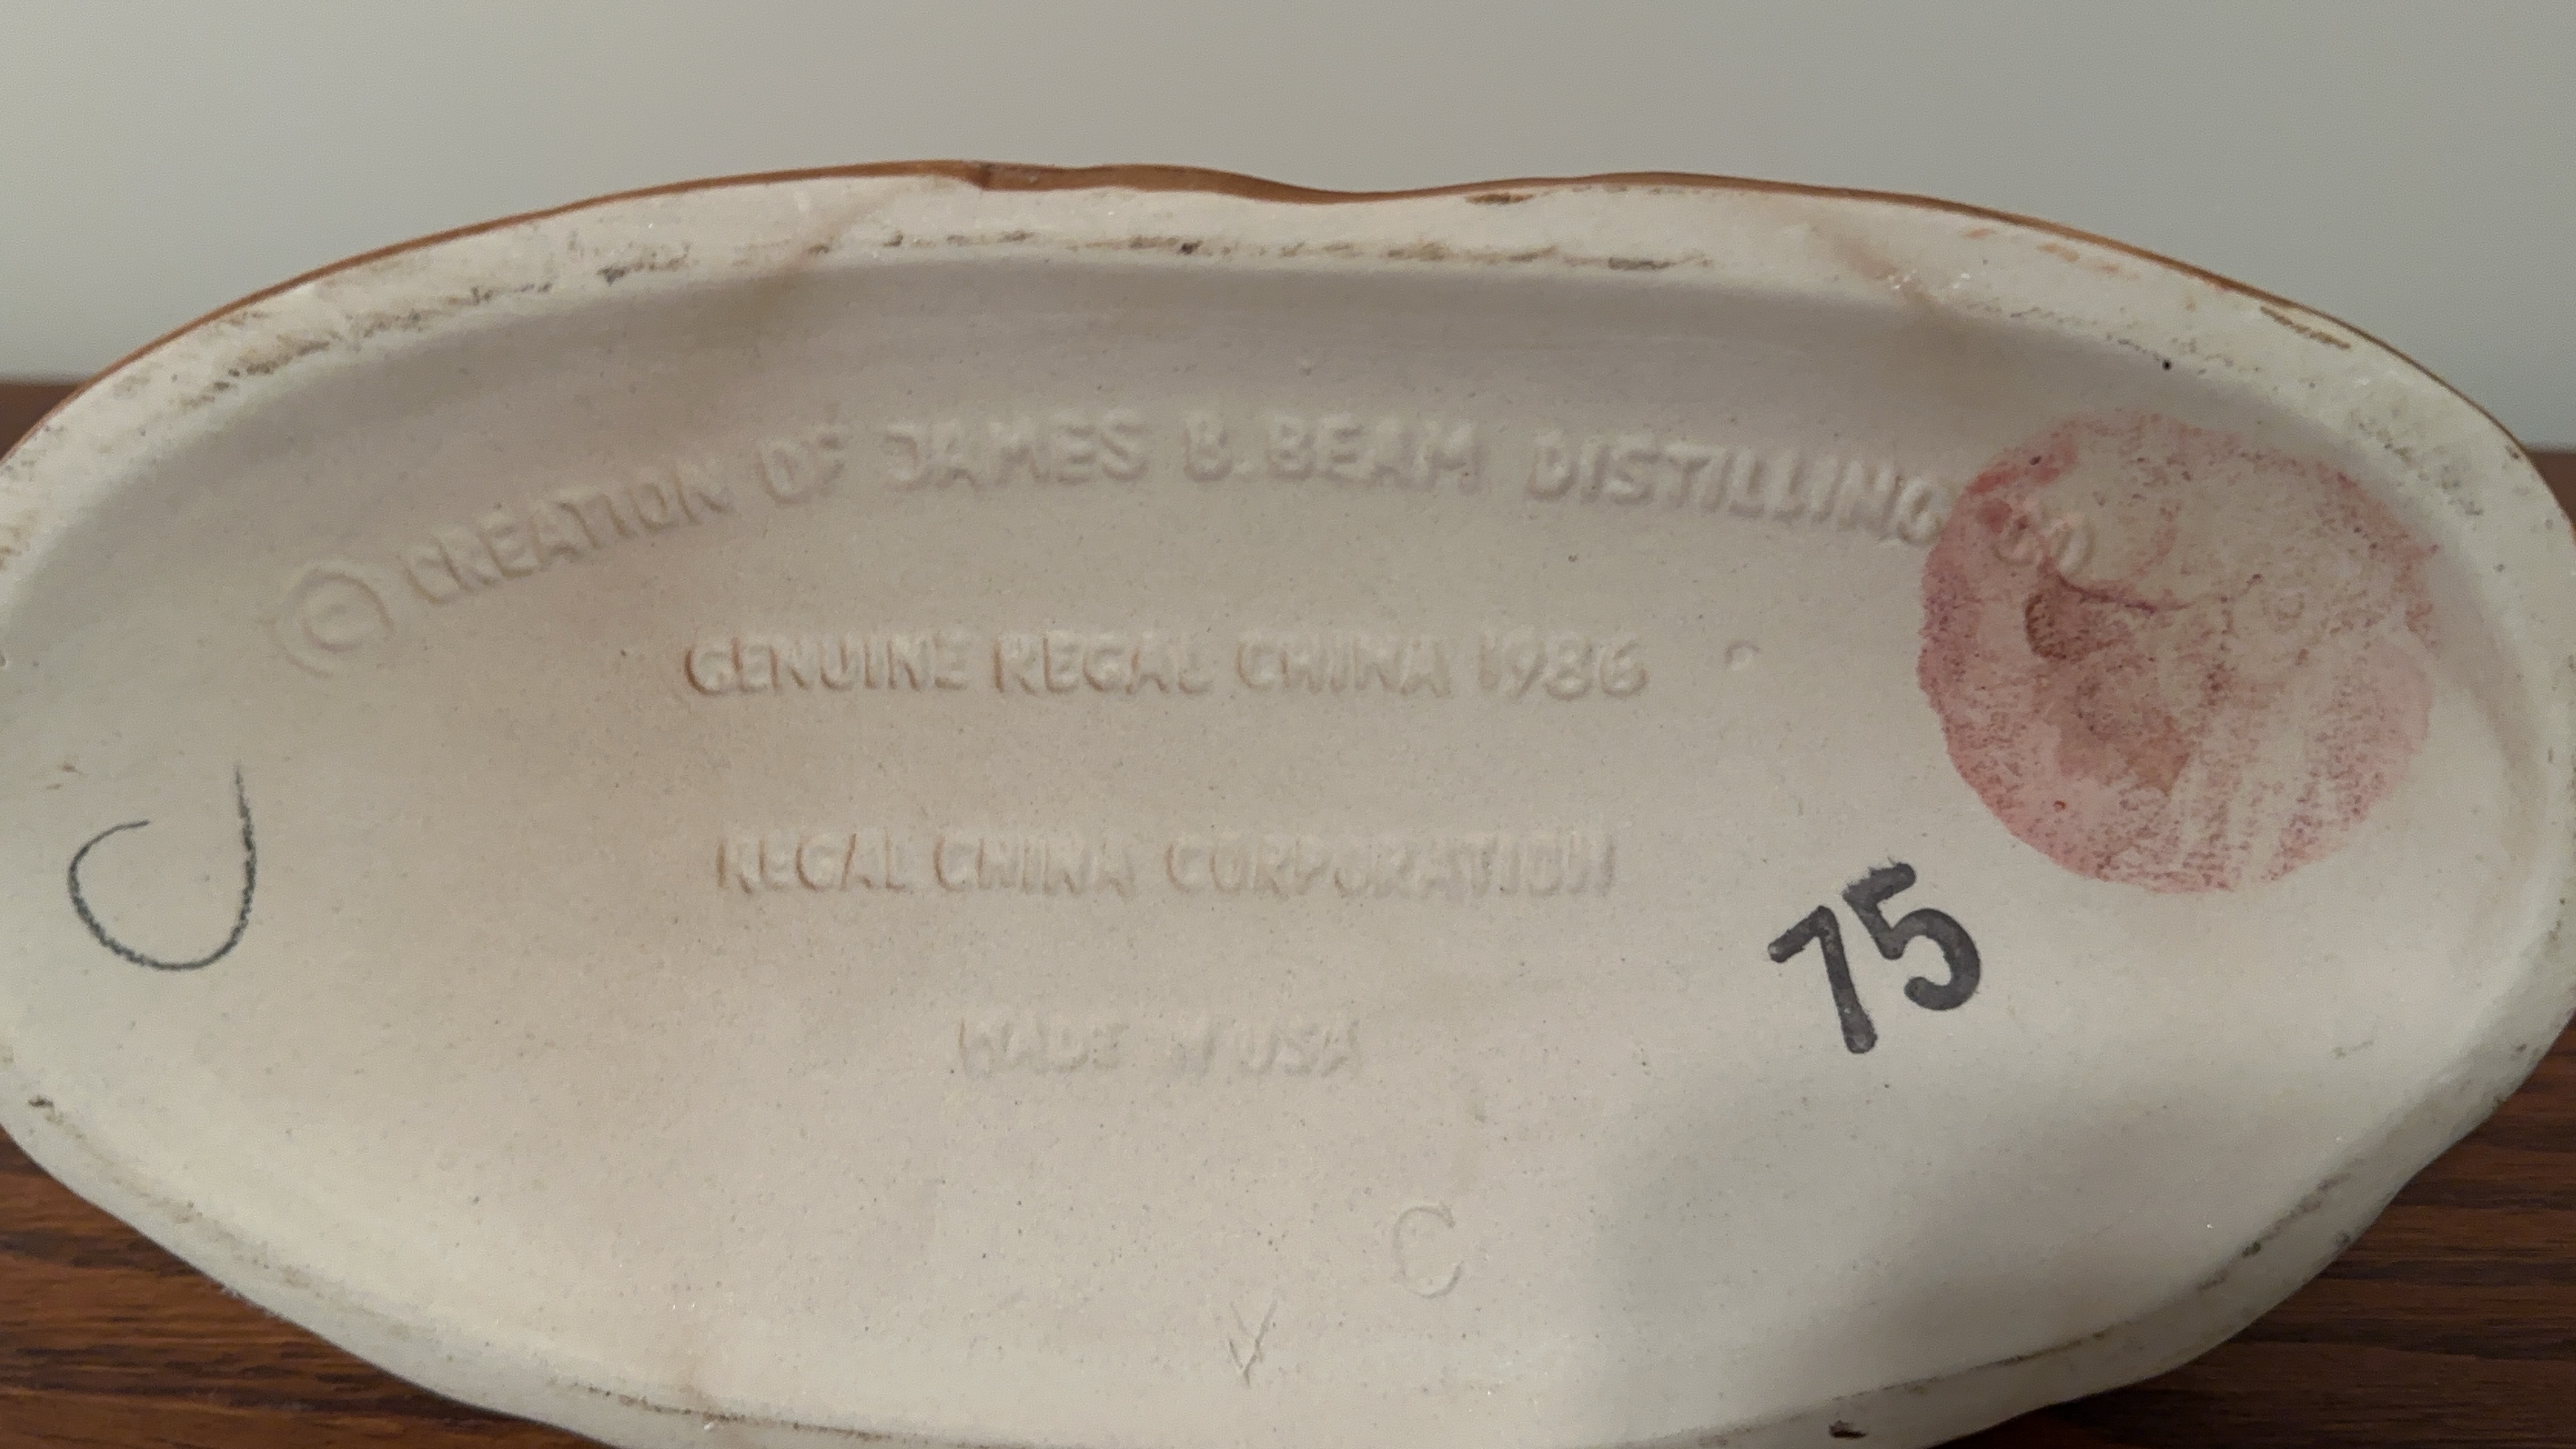 © CREATION OF JAMES B. BEAM DISTILLING CO
GENUINE REGAL CHINA 1986
REGAL CHINA CORPORATION
MADE IN USA
75
C
V